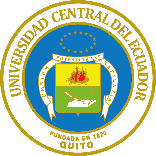 UNIVERSIDAD CENTRAL DEL ECUADOR
FUNDADA EN 1620
QUITO